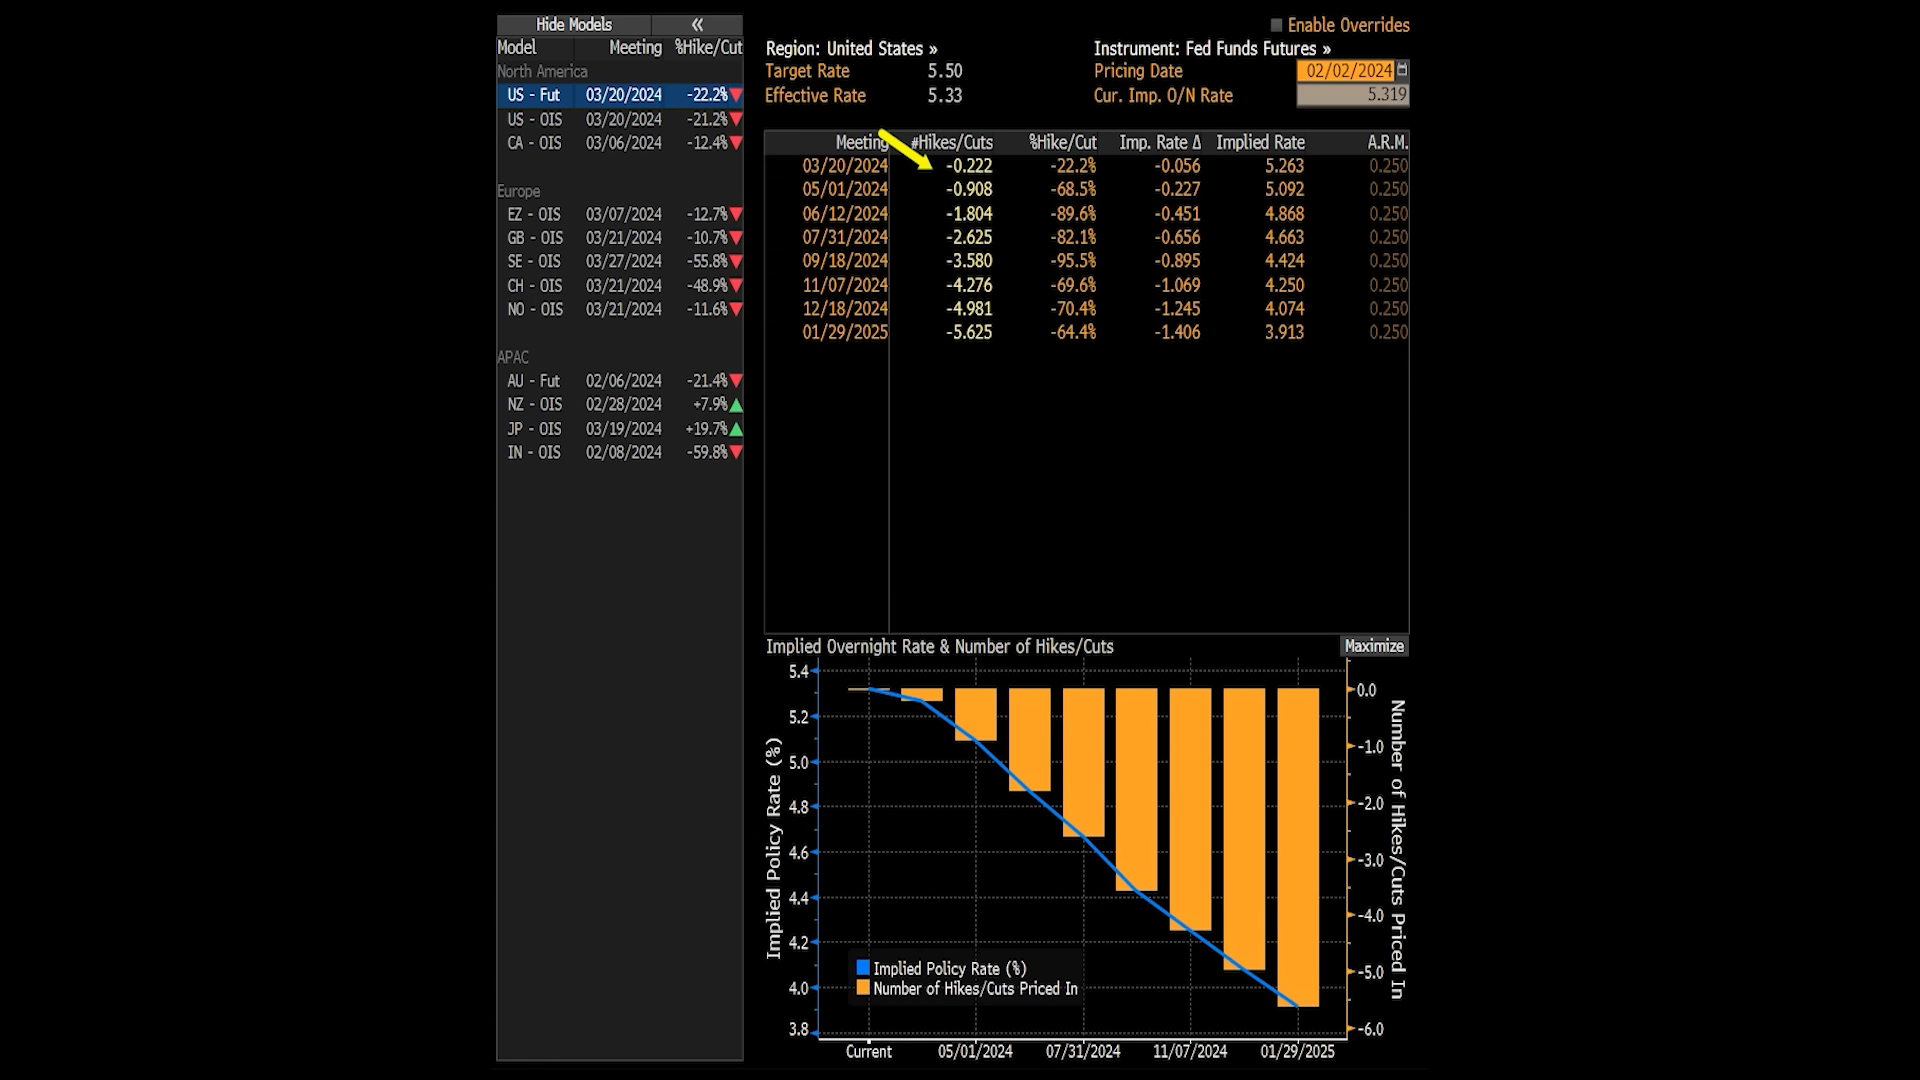 Hide Models «
Model Meeting %Hike/Cut
North America
US - Fut 03/20/2024 -22.2%
US - OIS 03/20/2024 -21.2%
CA - OIS 03/06/2024 -12.4%
Europe
EZ - OIS 03/07/2024 -12.7%
GB - OIS 03/21/2024 -10.7%
SE - OIS 03/27/2024 -55.8%
CH - OIS 03/21/2024 -48.9%
NO - OIS 03/21/2024 -11.6%
APAC
AU - Fut 02/06/2024 -21.4%
NZ - OIS 02/28/2024 +7.9%
JP - OIS 03/19/2024 +19.7%
IN - OIS 02/08/2024 -59.8%
Enable Overrides
Region: United States » Instrument: Fed Funds Futures »
Target Rate 5.50 Pricing Date 02/02/2024
Effective Rate 5.33 Cur. Imp. O/N Rate 5.319
Meeting #Hikes/Cuts %Hike/Cut Imp. Rate Δ Implied Rate A.R.M.
03/20/2024 -0.222 -22.2% -0.056 5.263 0.250
05/01/2024 -0.908 -68.5% -0.227 5.092 0.250
06/12/2024 -1.804 -89.6% -0.451 4.868 0.250
07/31/2024 -2.625 -82.1% -0.656 4.663 0.250
09/18/2024 -3.580 -95.5% -0.895 4.424 0.250
11/07/2024 -4.276 -69.6% -1.069 4.250 0.250
12/18/2024 -4.981 -70.4% -1.245 4.074 0.250
01/29/2025 -5.625 -64.4% -1.406 3.913 0.250
Implied Overnight Rate & Number of Hikes/Cuts Maximize
Implied Policy Rate (%)
5.4
5.2
5.0
4.8
4.6
4.4
4.2
4.0
3.8
Implied Policy Rate (%)
Number of Hikes/Cuts Priced In
0.0
-1.0
-2.0
-3.0
-4.0
-5.0
-6.0
Number of Hikes/Cuts Priced In
Current 05/01/2024 07/31/2024 11/07/2024 01/29/2025